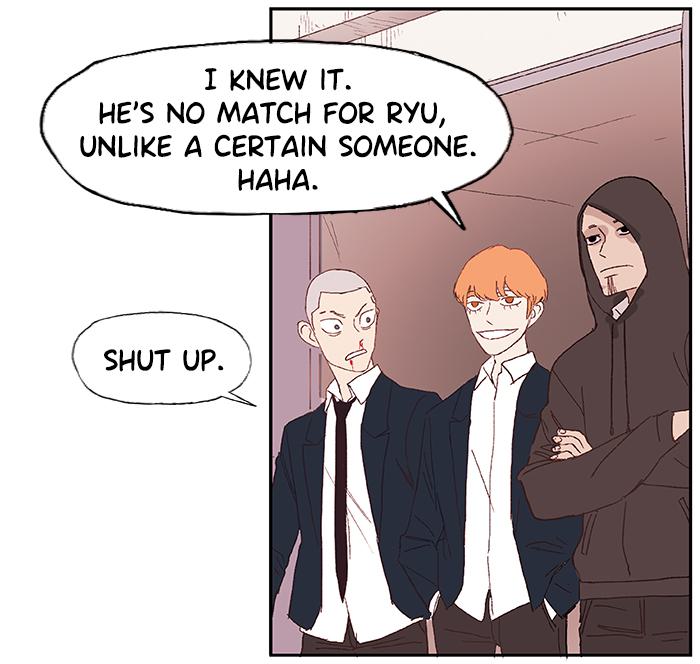 I KNEW IT.
HE'S NO MATCH FOR RYU,
UNLIKE A CERTAIN SOMEONE.
HAHA.
SHUT UP.